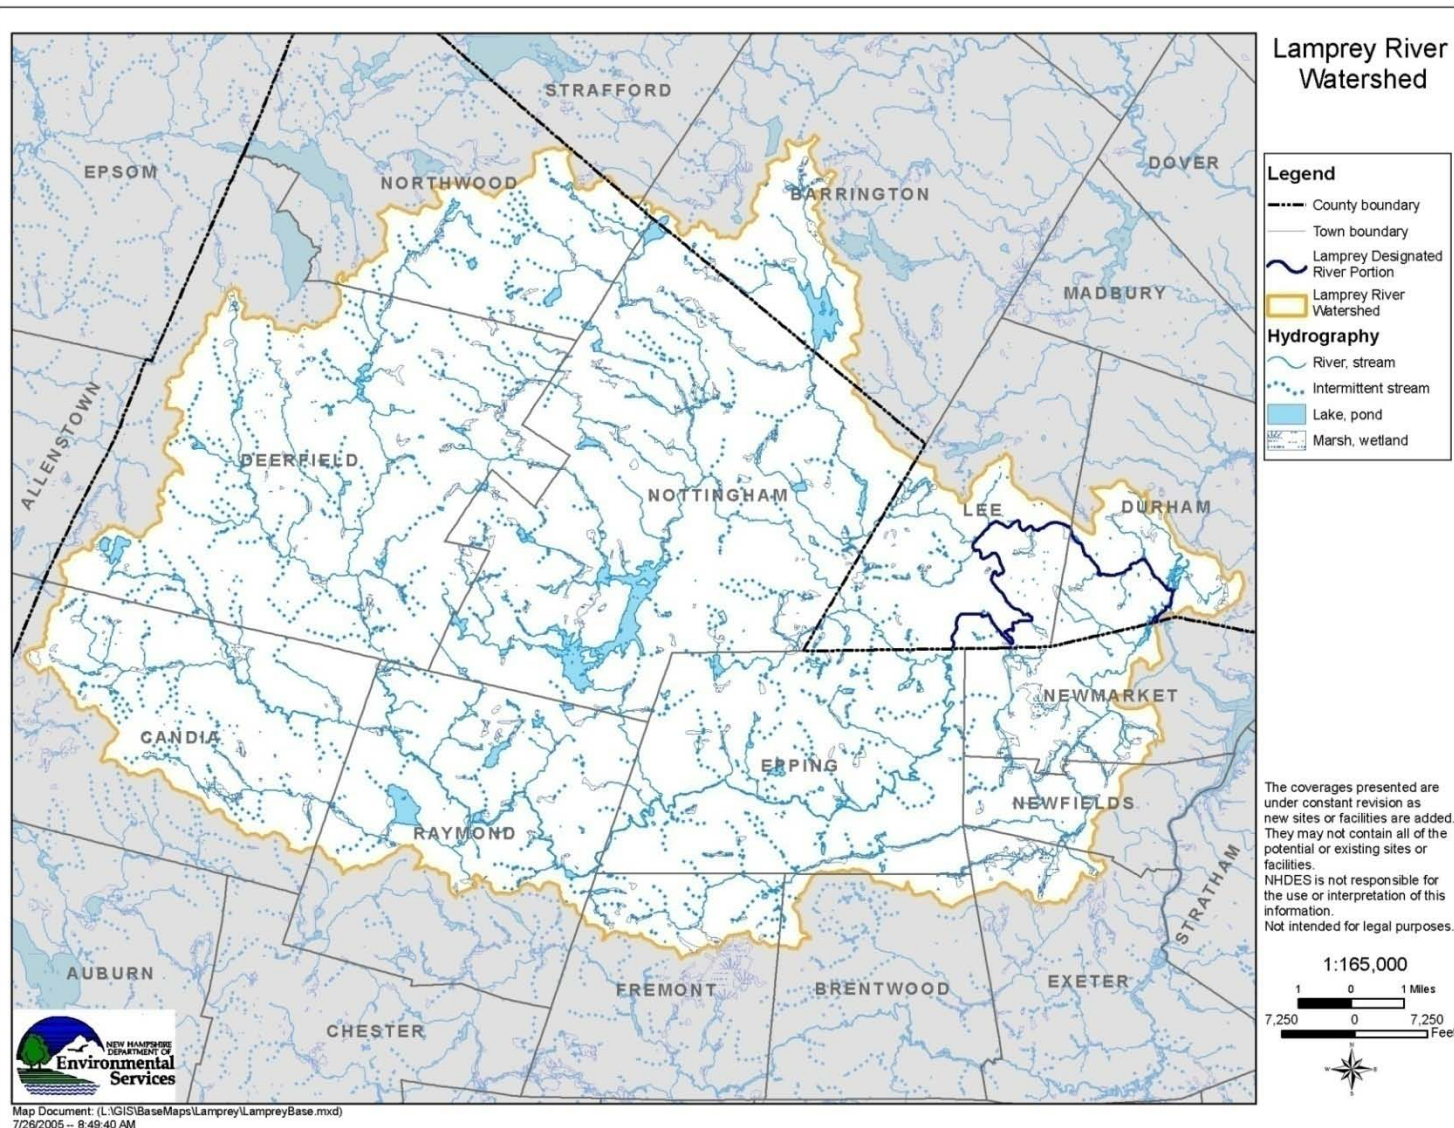 Lamprey River
Watershed
STRAFFORD
EPSOM
NORTHWOOD
BARRINGTON
DOVER
MADBURY
ALLENSTOWN
DEERFIELD
NOTTINGHAM
LEE
DURHAM
NEWMARKET
CANDIA
EPPING
NEWFIELDS
RAYMOND
STRATHAM
AUBURN
CHESTER
FREMONT
BRENTWOOD
EXETER
Legend
County boundary
Town boundary
Lamprey Designated
River Portion
Lamprey River
Watershed
Hydrography
River, stream
Intermittent stream
Lake, pond
Marsh, wetland
The coverages presented are
under constant revision as
new sites or facilities are added.
They may not contain all of the
potential or existing sites or
facilities.
NHDES is not responsible for
the use or interpretation of this
information.
Not intended for legal purposes.
1:165,000
1 0 1 Miles
7,250 0 7,250
Feet
N
W E
S
NEW HAMPSHIRE
DEPARTMENT OF
Environmental
Services
Map Document: (L:\GIS\BaseMaps\Lamprey\LampreyBase.mxd)
7/26/2005 -- 8:49:40 AM